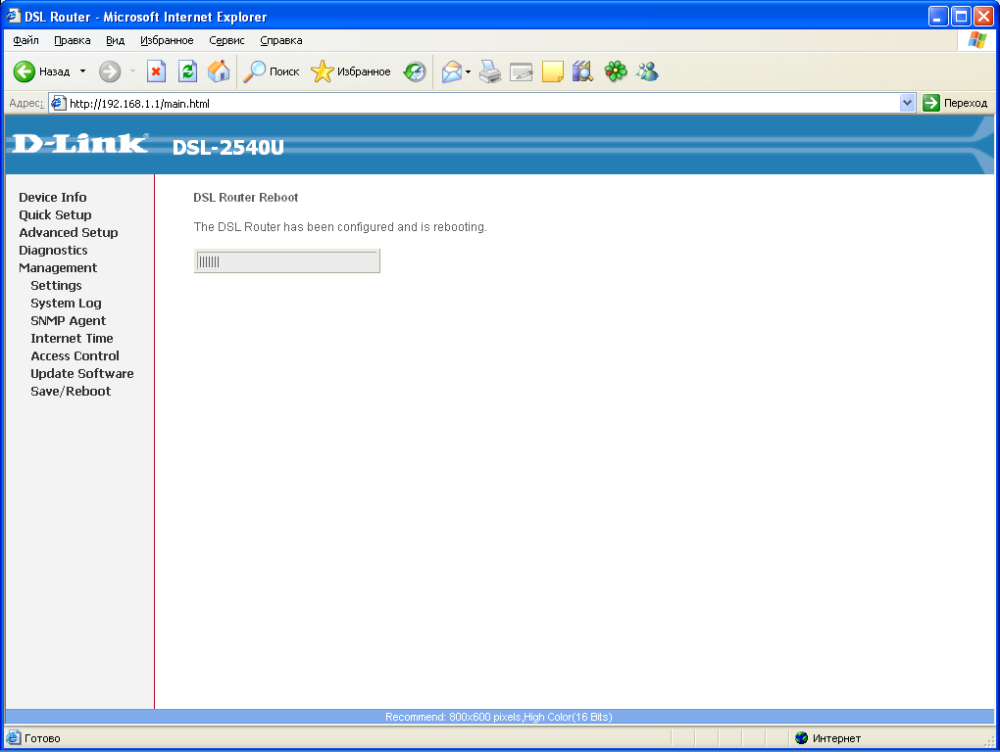 DSL Router - Microsoft Internet Explorer
Файл Правка Вид Избранное Сервис Справка
Назад Поиск Избранное
Адрес: http://192.168.1.1/main.html Переход
D-Link® DSL-2540U
Device Info
Quick Setup
Advanced Setup
Diagnostics
Management
Settings
System Log
SNMP Agent
Internet Time
Access Control
Update Software
Save/Reboot
DSL Router Reboot
The DSL Router has been configured and is rebooting.
Recommend: 800x600 pixels,High Color(16 Bits)
Готово Интернет